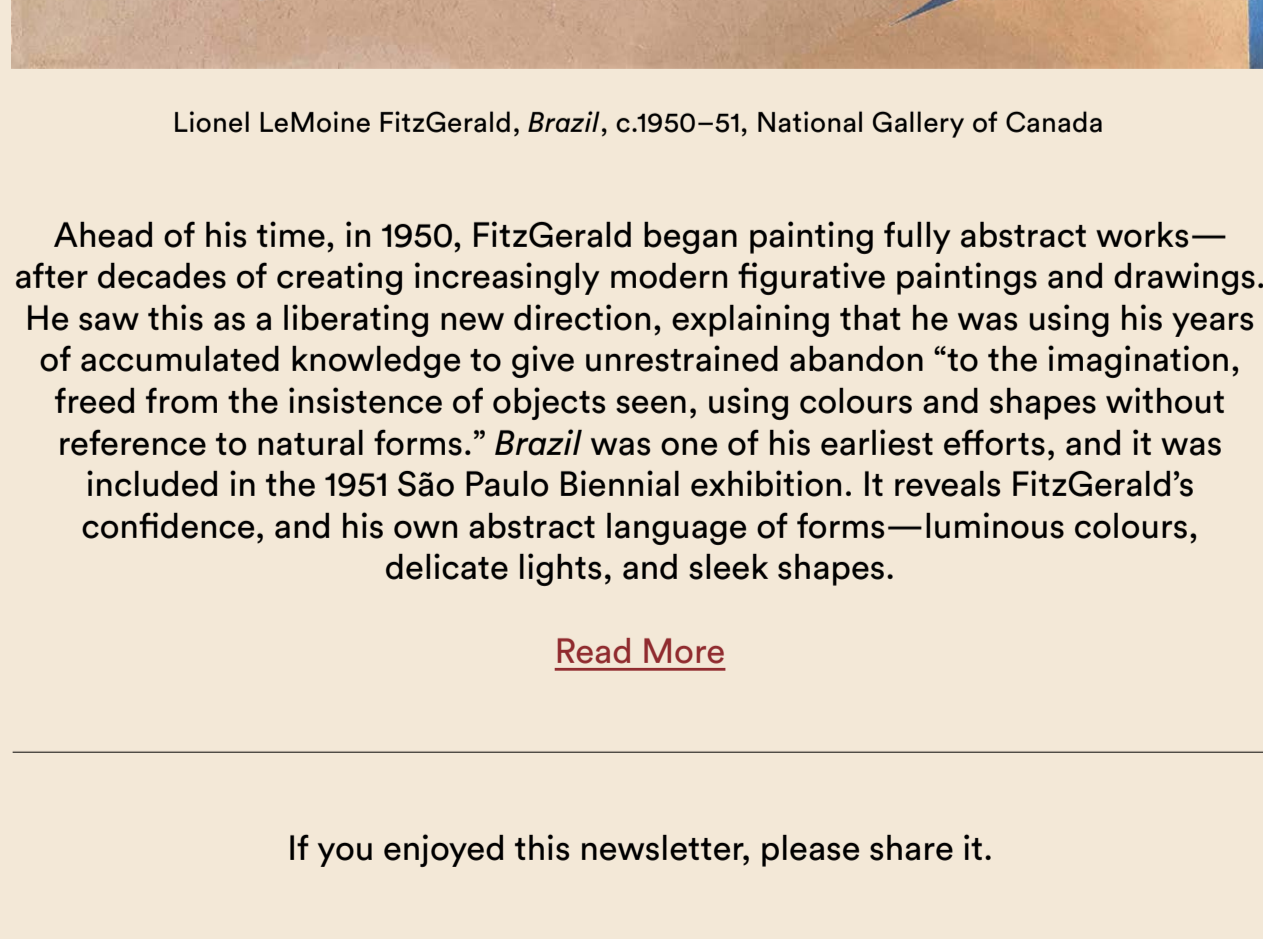 Lionel LeMoine FitzGerald, Brazil, c.1950–51, National Gallery of Canada
Ahead of his time, in 1950, FitzGerald began painting fully abstract works—
after decades of creating increasingly modern figurative paintings and drawings.
He saw this as a liberating new direction, explaining that he was using his years
of accumulated knowledge to give unrestrained abandon “to the imagination,
freed from the insistence of objects seen, using colours and shapes without
reference to natural forms.” Brazil was one of his earliest efforts, and it was
included in the 1951 São Paulo Biennial exhibition. It reveals FitzGerald’s
confidence, and his own abstract language of forms—luminous colours,
delicate lights, and sleek shapes.
Read More
If you enjoyed this newsletter, please share it.